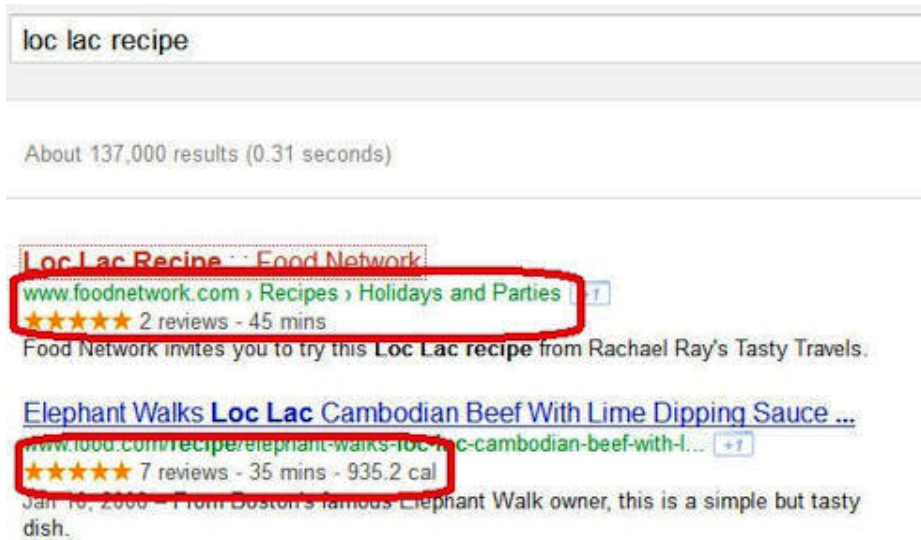 loc lac recipe
About 137,000 results (0.31 seconds)
Loc Lac Recipe : : Food Network
www.foodnetwork.com › Recipes › Holidays and Parties +1
★★★★★ 2 reviews - 45 mins
Food Network invites you to try this Loc Lac recipe from Rachael Ray's Tasty Travels.
Elephant Walks Loc Lac Cambodian Beef With Lime Dipping Sauce ...
www.food.com/recipe/elephant-walks-loc-lac-cambodian-beef-with-l... +1
★★★★★ 7 reviews - 35 mins - 935.2 cal
Jan 10, – From Boston's famous Elephant Walk owner, this is a simple but tasty
dish.